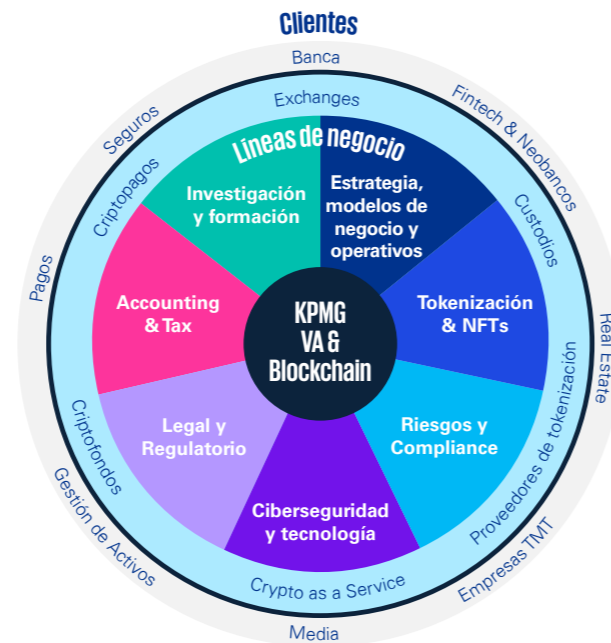 Clientes
Banca
Fintech & Neobancos
Real Estate
Empresas TMT
Media
Gestión de Activos
Pagos
Seguros
Exchanges
Custodios
Proveedores de tokenización
Crypto as a Service
Criptofondos
Criptopagos
Líneas de negocio
Estrategia,
modelos de
negocio y
operativos
Tokenización
& NFTs
Riesgos y
Compliance
Ciberseguridad
y tecnología
Legal y
Regulatorio
Accounting
& Tax
Investigación
y formación
KPMG
VA &
Blockchain